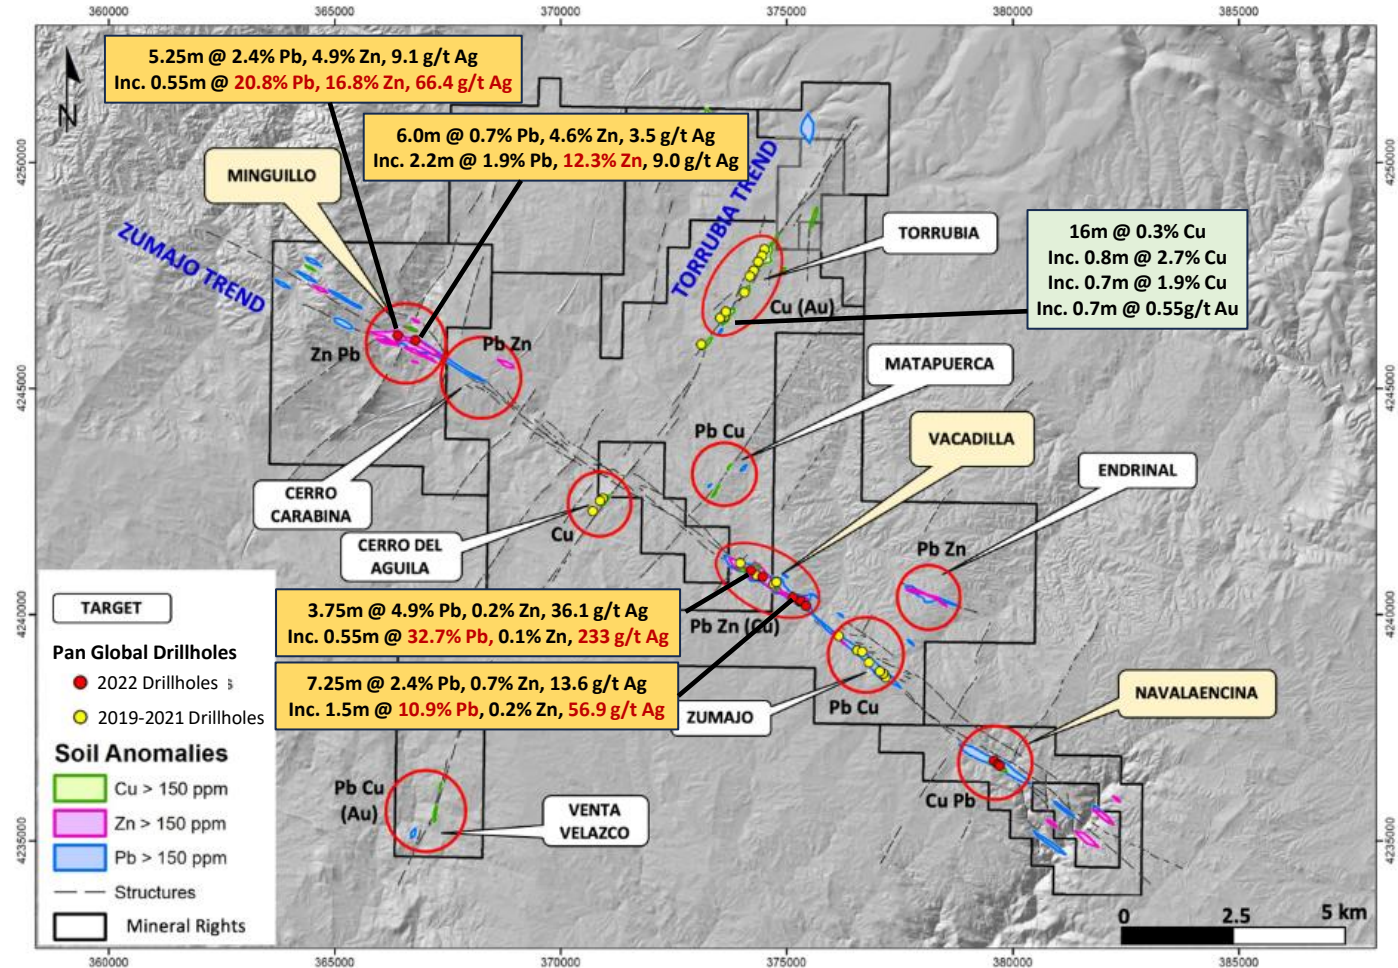 360000
365000
370000
375000
380000
385000
5.25m @ 2.4% Pb, 4.9% Zn, 9.1 g/t Ag
Inc. 0.55m @ 20.8% Pb, 16.8% Zn, 66.4 g/t Ag
N
6.0m @ 0.7% Pb, 4.6% Zn, 3.5 g/t Ag
Inc. 2.2m @ 1.9% Pb, 12.3% Zn, 9.0 g/t Ag
4250000
4250000
MINGUILLO
ZUMAJO TREND
TORRUBIA TREND
TORRUBIA
16m @ 0.3% Cu
Inc. 0.8m @ 2.7% Cu
Inc. 0.7m @ 1.9% Cu
Inc. 0.7m @ 0.55g/t Au
Cu (Au)
Zn Pb
Pb Zn
MATAPUERCA
4245000
4245000
Pb Cu
VACADILLA
ENDRINAL
CERRO
CARABINA
CERRO DEL
AGUILA
Cu
Pb Zn
3.75m @ 4.9% Pb, 0.2% Zn, 36.1 g/t Ag
Inc. 0.55m @ 32.7% Pb, 0.1% Zn, 233 g/t Ag
Pb Zn (Cu)
4240000
4240000
7.25m @ 2.4% Pb, 0.7% Zn, 13.6 g/t Ag
Inc. 1.5m @ 10.9% Pb, 0.2% Zn, 56.9 g/t Ag
ZUMAJO
Pb Cu
NAVALAENCINA
Cu Pb
Pb Cu
(Au)
VENTA
VELAZCO
4235000
4235000
TARGET
Pan Global Drillholes
2022 Drillholes s
2019-2021 Drillholes
Soil Anomalies
Cu > 150 ppm
Zn > 150 ppm
Pb > 150 ppm
Structures
Mineral Rights
0
2.5
5 km
360000
365000
370000
375000
380000
385000